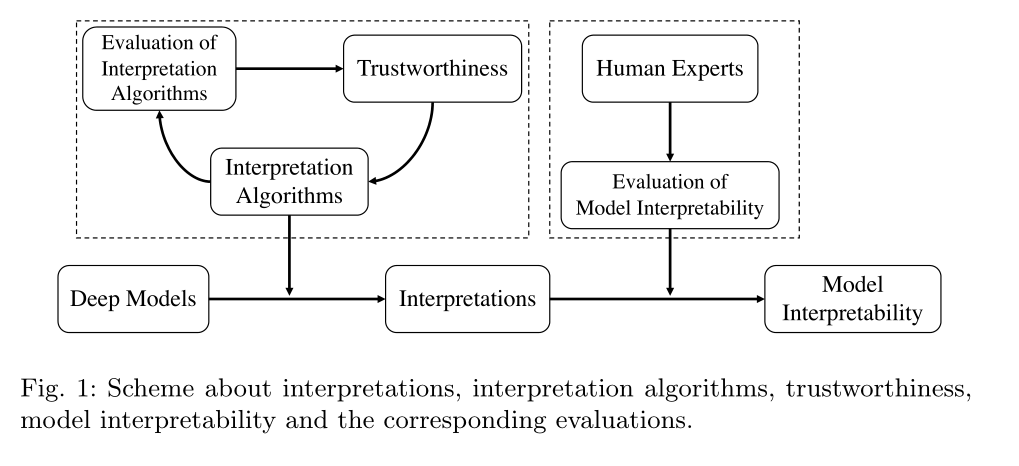 Evaluation of
Interpretation
Algorithms
Trustworthiness
Human Experts
Interpretation
Algorithms
Evaluation of
Model Interpretability
Deep Models
Interpretations
Model
Interpretability
Fig. 1: Scheme about interpretations, interpretation algorithms, trustworthiness,
model interpretability and the corresponding evaluations.